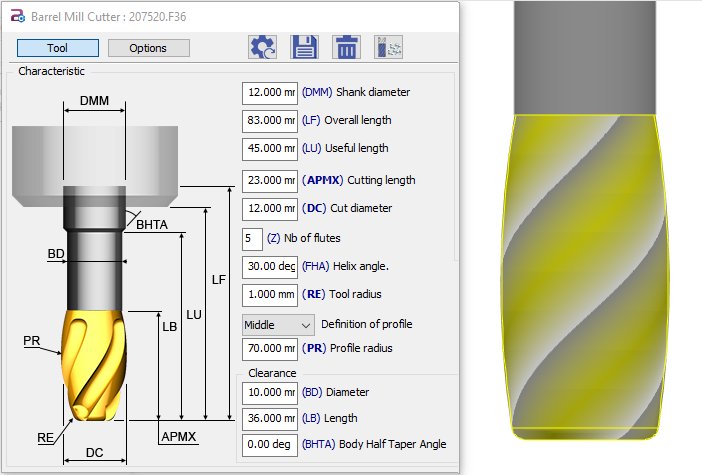 Barrel Mill Cutter : 207520.F36
Tool
Options
Characteristic
DMM
BHTA
BD
LF
LU
LB
PR
RE
APMX
DC
12.000 mr (DMM) Shank diameter
83.000 mr (LF) Overall length
45.000 mr (LU) Useful length
23.000 mr (APMX) Cutting length
12.000 mr (DC) Cut diameter
5 (Z) Nb of flutes
30.00 deg (FHA) Helix angle.
1.000 mm (RE) Tool radius
Middle Definition of profile
70.000 mr (PR) Profile radius
Clearance
10.000 mr (BD) Diameter
36.000 mr (LB) Length
0.00 deg (BHTA) Body Half Taper Angle